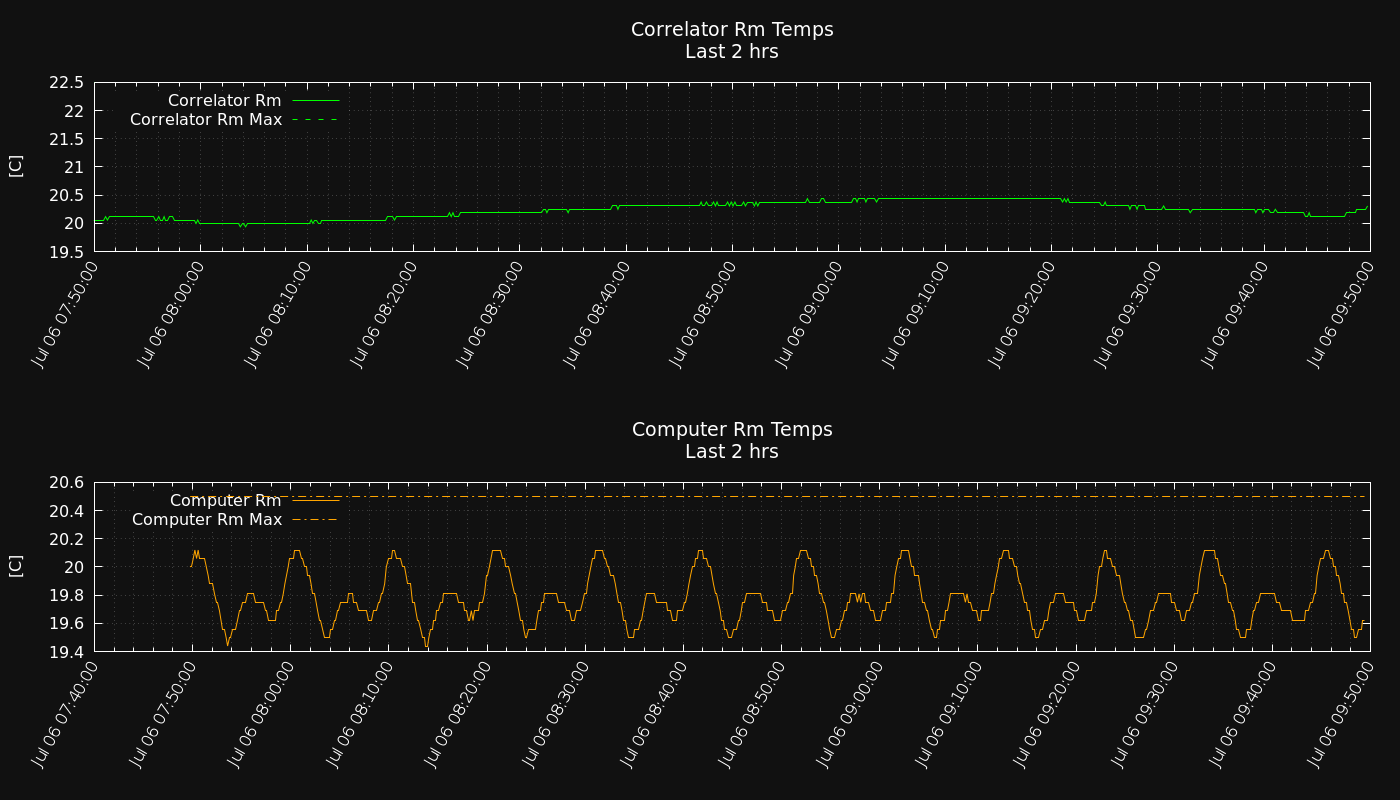 Correlator Rm Temps
Last 2 hrs
22.5
22
21.5
21
20.5
20
19.5
[C]
Correlator Rm
Correlator Rm Max
Jul 06 07:50:00
Jul 06 08:00:00
Jul 06 08:10:00
Jul 06 08:20:00
Jul 06 08:30:00
Jul 06 08:40:00
Jul 06 08:50:00
Jul 06 09:00:00
Jul 06 09:10:00
Jul 06 09:20:00
Jul 06 09:30:00
Jul 06 09:40:00
Jul 06 09:50:00
Computer Rm Temps
Last 2 hrs
20.6
20.4
20.2
20
19.8
19.6
19.4
[C]
Computer Rm
Computer Rm Max
Jul 06 07:40:00
Jul 06 07:50:00
Jul 06 08:00:00
Jul 06 08:10:00
Jul 06 08:20:00
Jul 06 08:30:00
Jul 06 08:40:00
Jul 06 08:50:00
Jul 06 09:00:00
Jul 06 09:10:00
Jul 06 09:20:00
Jul 06 09:30:00
Jul 06 09:40:00
Jul 06 09:50:00